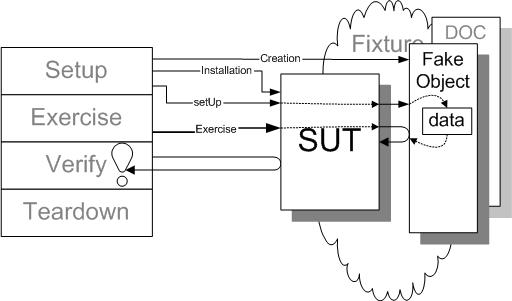 Setup
Exercise
Verify
Teardown
Creation
Installation
setUp
Exercise
SUT
Fixture
DOC
Fake
Object
data